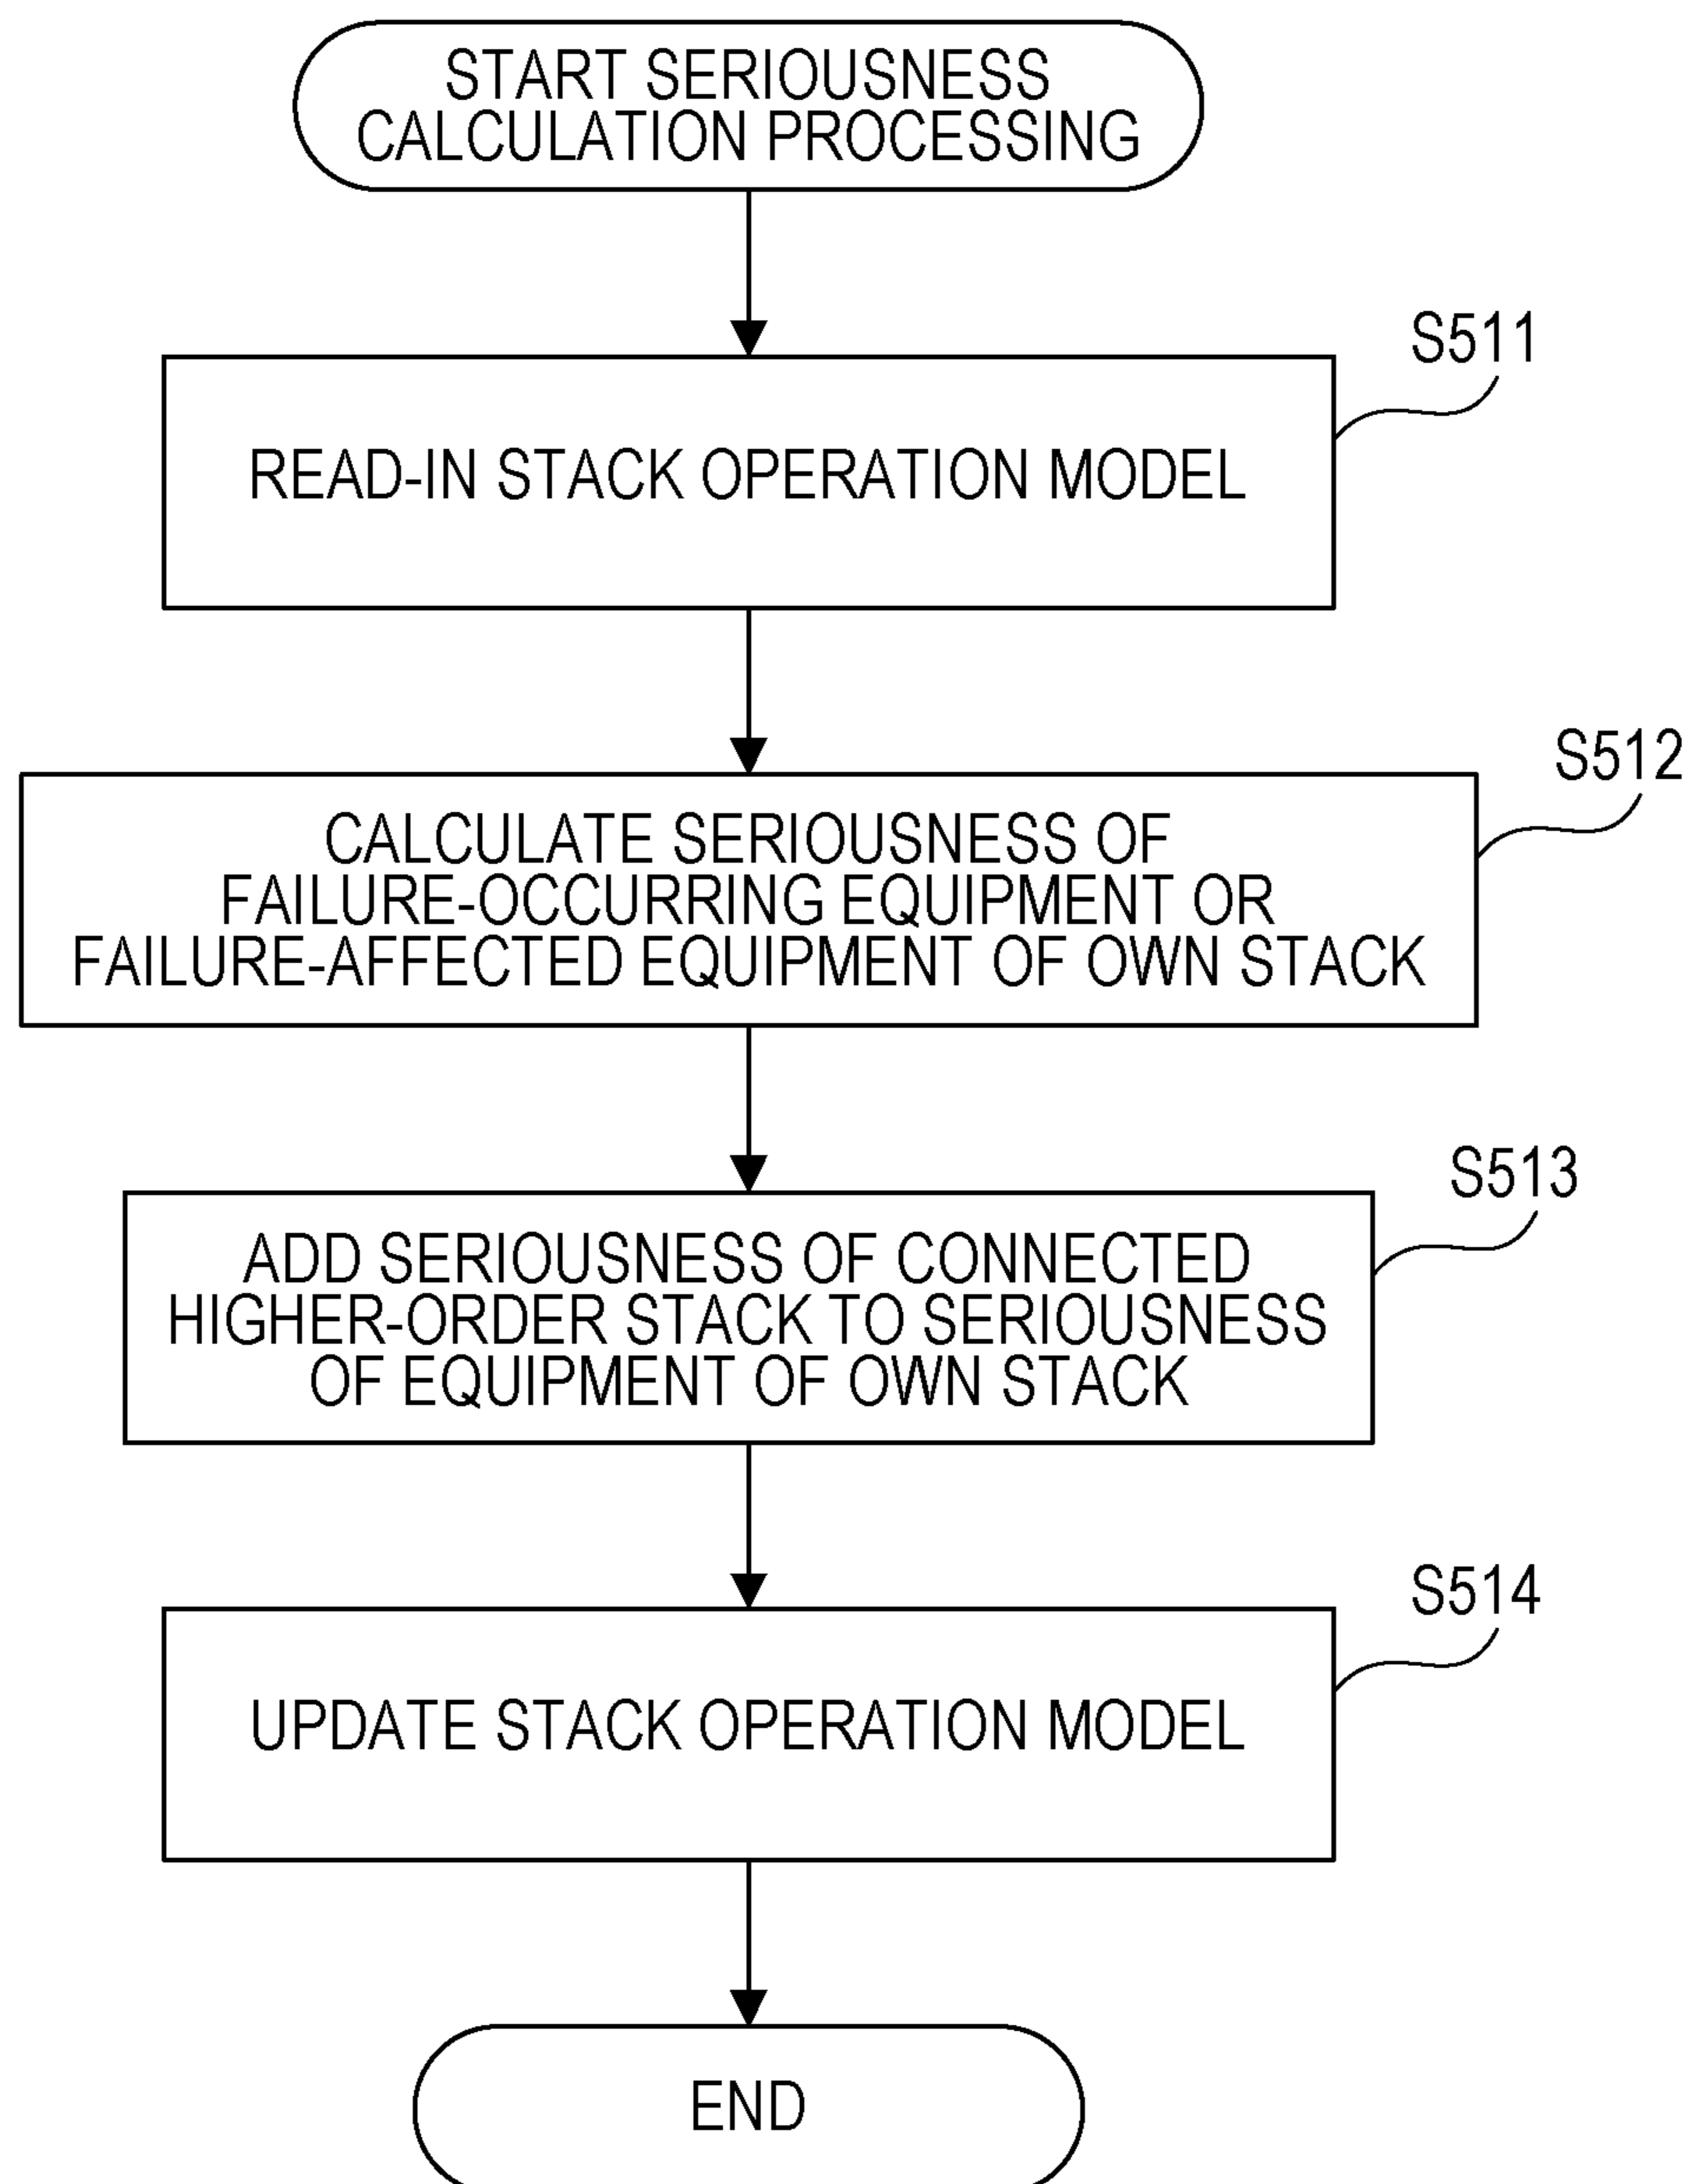 START SERIOUSNESS
CALCULATION PROCESSING
S511
READ-IN STACK OPERATION MODEL
S512
CALCULATE SERIOUSNESS OF
FAILURE-OCCURRING EQUIPMENT OR
FAILURE-AFFECTED EQUIPMENT OF OWN STACK
S513
ADD SERIOUSNESS OF CONNECTED
HIGHER-ORDER STACK TO SERIOUSNESS
OF EQUIPMENT OF OWN STACK
S514
UPDATE STACK OPERATION MODEL
END